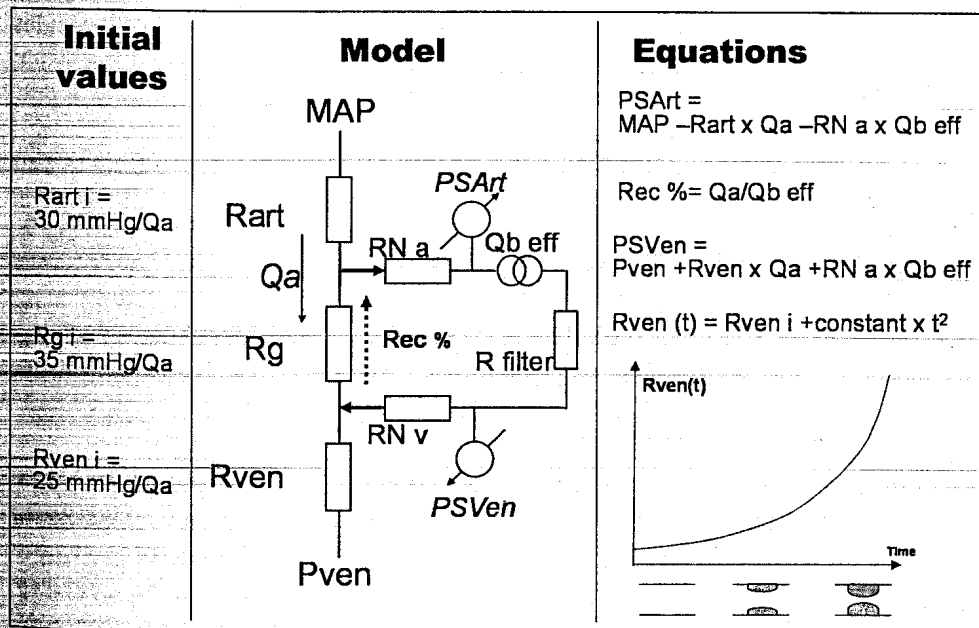 Initial
values
Model
Equations
MAP
PSArt =
MAP –Rart x Qa –RN a x Qb eff
Rart i =
30 mmHg/Qa
Rart
PSArt
RN a
Qb eff
Rec %= Qa/Qb eff
Qa
PSVen =
Pven +Rven x Qa +RN a x Qb eff
Rg i =
35 mmHg/Qa
Rg
Rec %
R filter
Rven (t) = Rven i +constant x t²
Rven(t)
RN v
Rven i =
25 mmHg/Qa
Rven
PSVen
Time
Pven